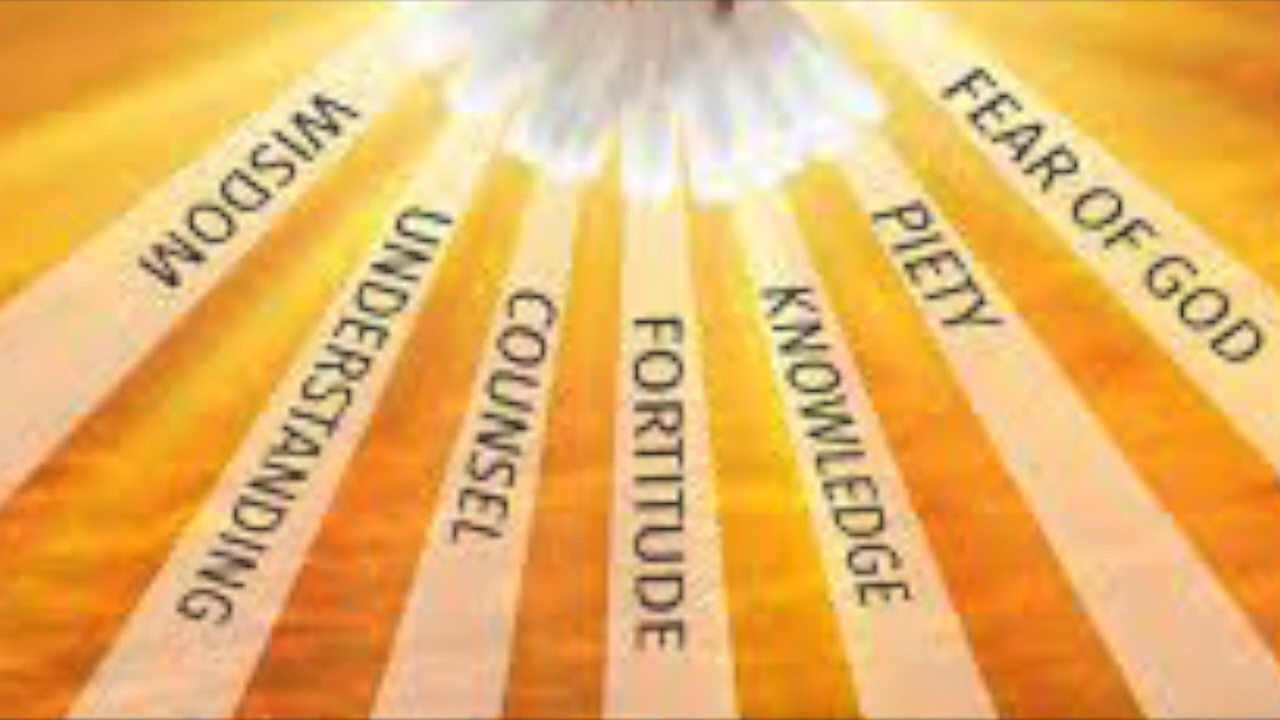 WISDOM
UNDERSTANDING
COUNSEL
FORTITUDE
KNOWLEDGE
PIETY
FEAR OF GOD